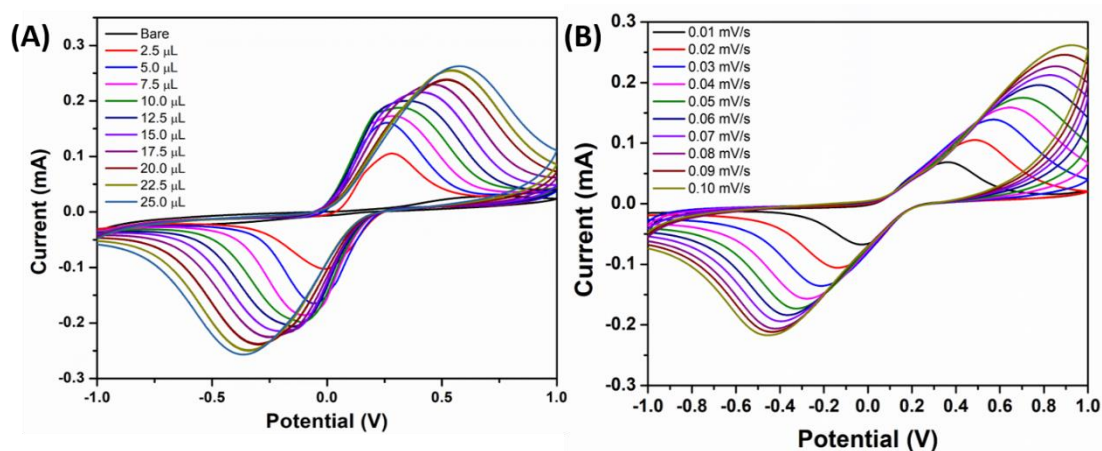 (A)
Bare
2.5 μL
5.0 μL
7.5 μL
10.0 μL
12.5 μL
15.0 μL
17.5 μL
20.0 μL
22.5 μL
25.0 μL
0.3
0.2
0.1
0.0
-0.1
-0.2
-0.3
Current (mA)
-1.0
-0.5
0.0
0.5
1.0
Potential (V)
(B)
0.01 mV/s
0.02 mV/s
0.03 mV/s
0.04 mV/s
0.05 mV/s
0.06 mV/s
0.07 mV/s
0.08 mV/s
0.09 mV/s
0.10 mV/s
0.3
0.2
0.1
0.0
-0.1
-0.2
-0.3
Current (mA)
-1.0
-0.8
-0.6
-0.4
-0.2
0.0
0.2
0.4
0.6
0.8
1.0
Potential (V)